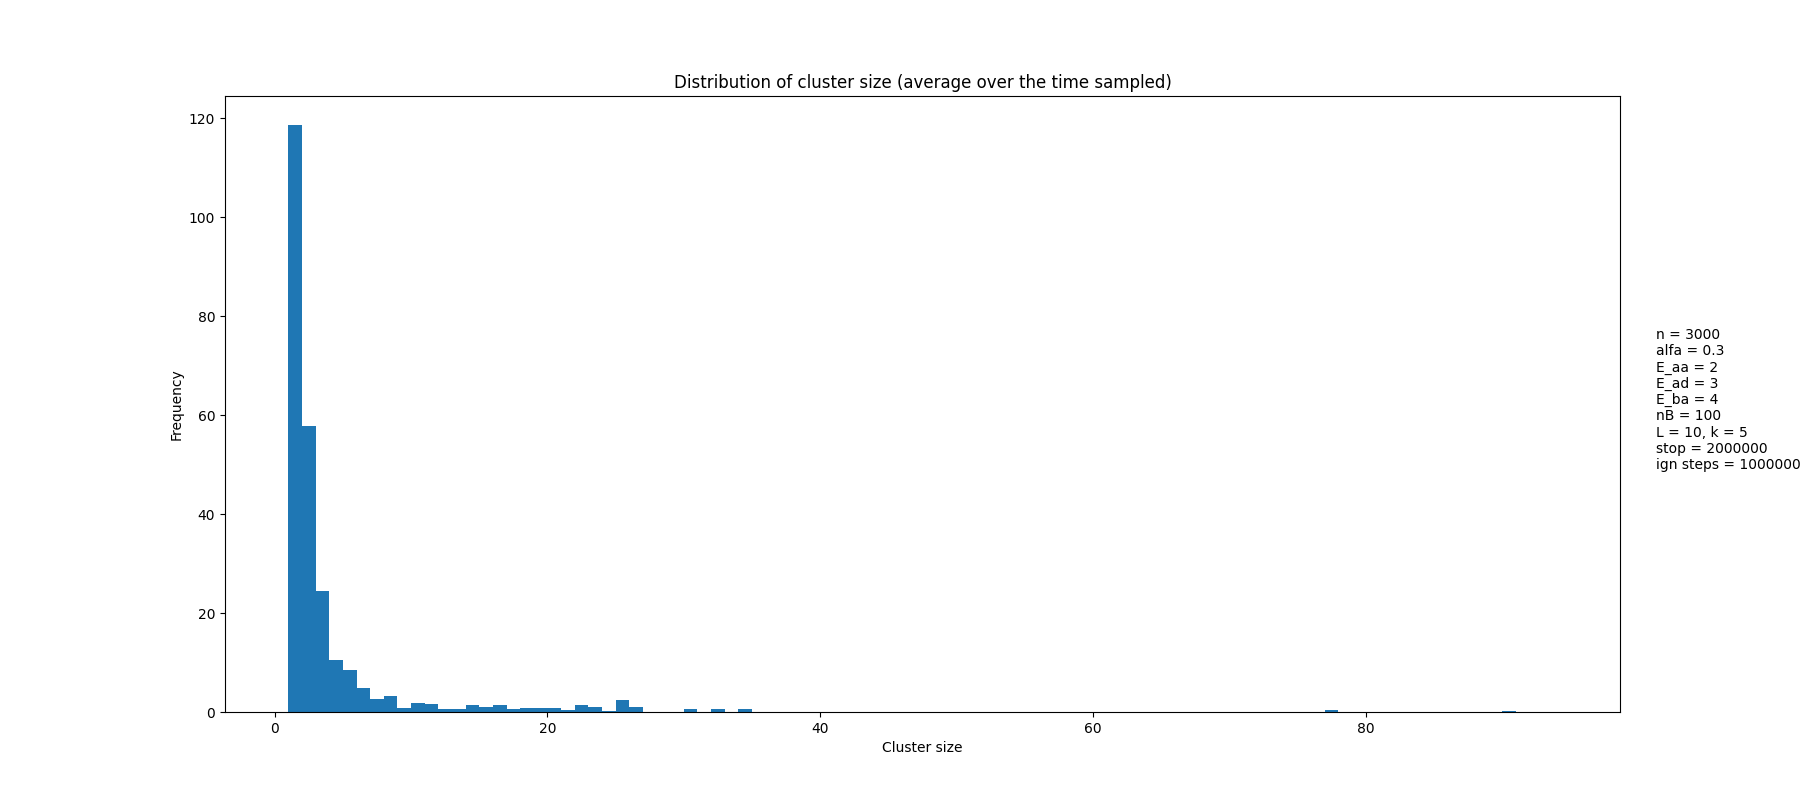 Distribution of cluster size (average over the time sampled)
120
100
80
60
40
20
0
Frequency
0 20 40 60 80
Cluster size
n = 3000
alfa = 0.3
E_aa = 2
E_ad = 3
E_ba = 4
nB = 100
L = 10, k = 5
stop = 2000000
ign steps = 1000000